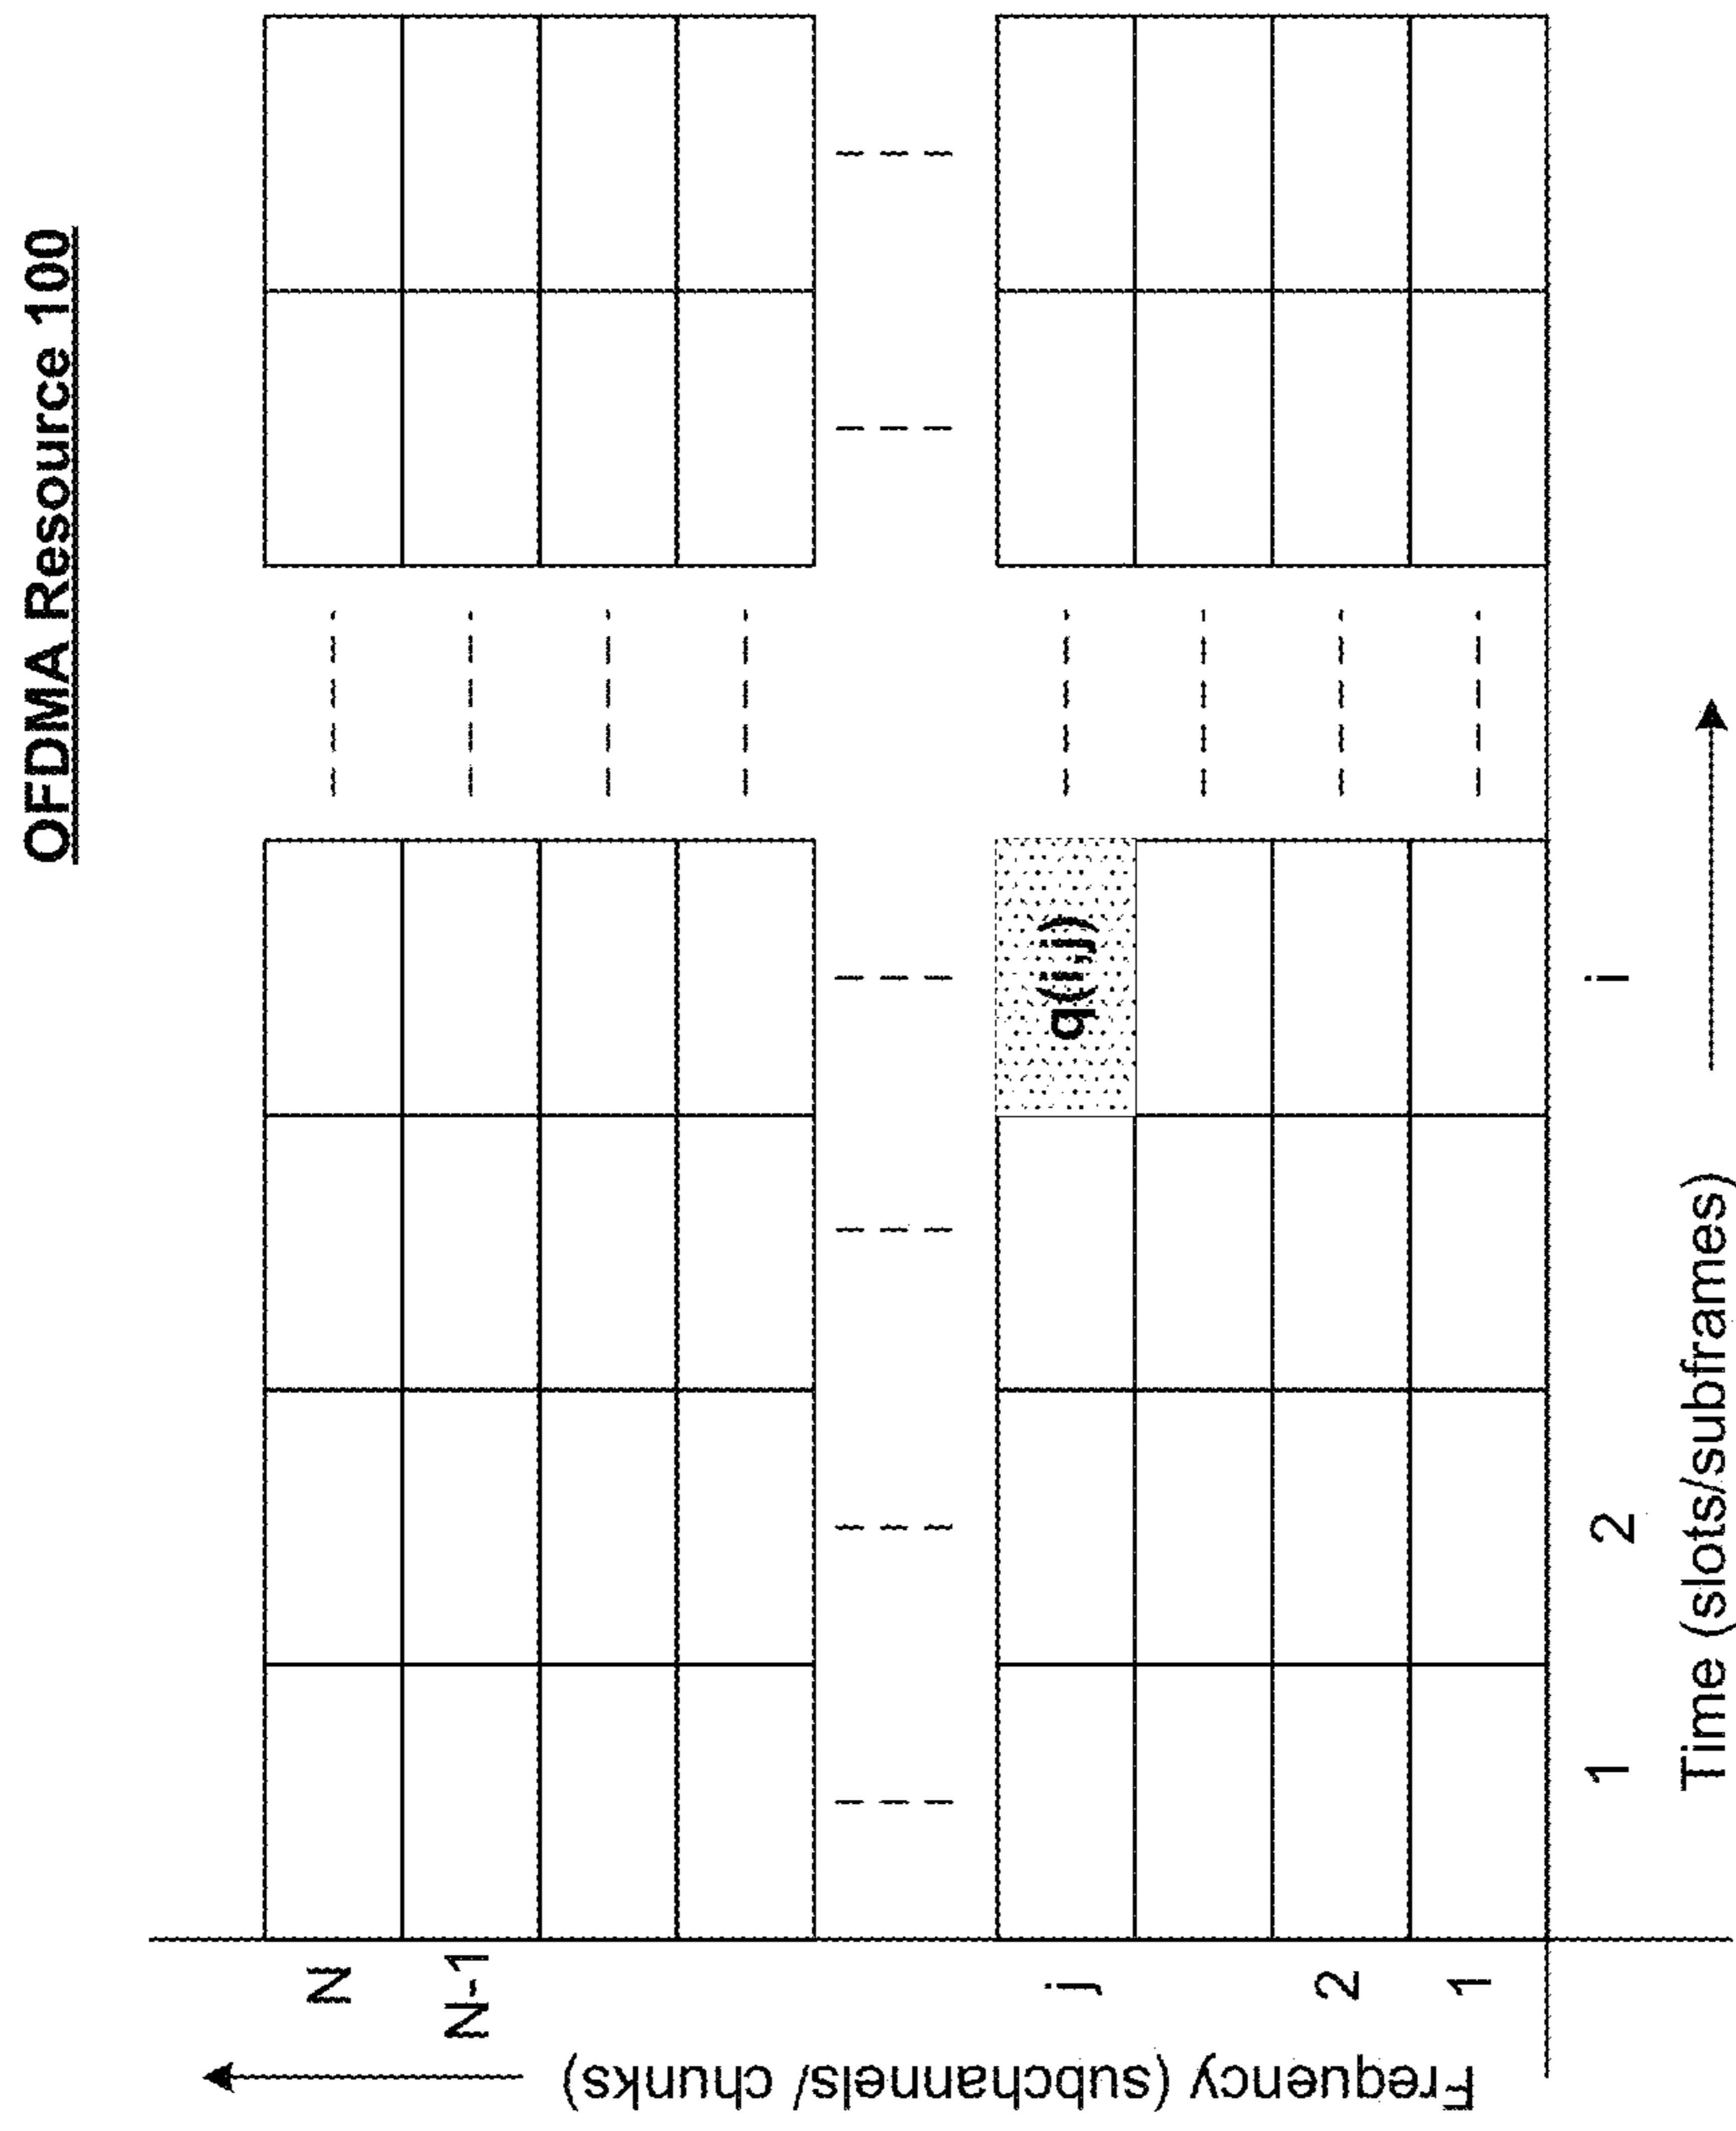 OFDMA Resource 100
Frequency (subchannels/ chunks)
N
N-1
j
q(i,j)
2
1
1 2 i
Time (slots/subframes)